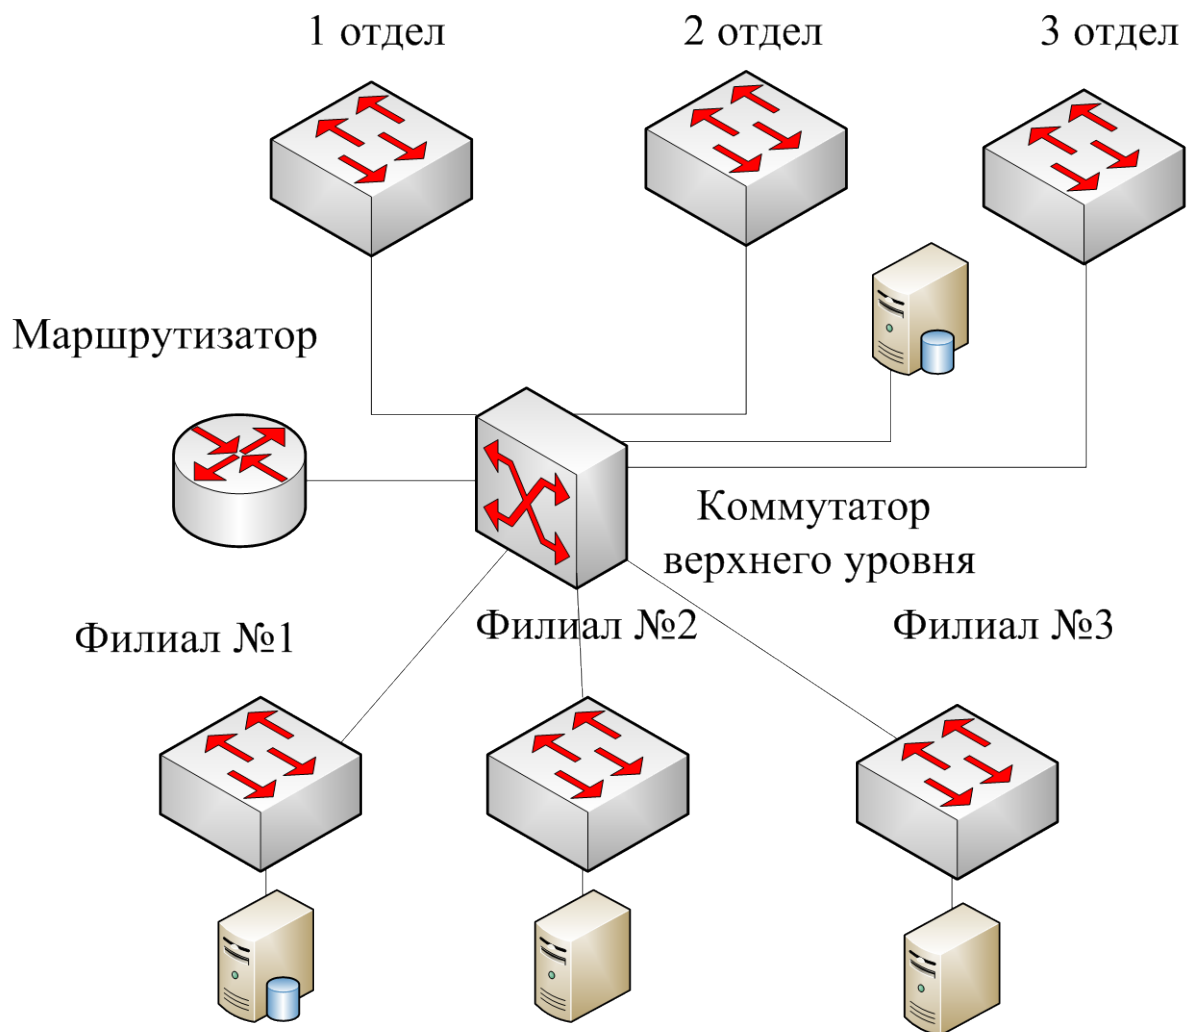 1 отдел
2 отдел
3 отдел
Маршрутизатор
Коммутатор
верхнего уровня
Филиал №1
Филиал №2
Филиал №3